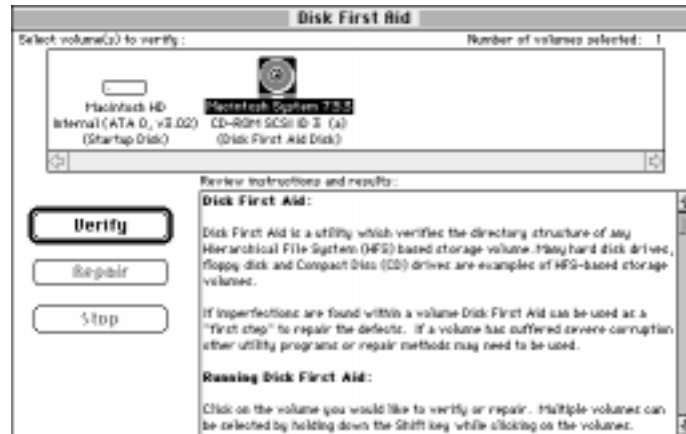 Disk First Aid
Select volume(s) to verify:
Number of volumes selected: 1
Macintosh HD
Internal (ATA 0, v3.02)
(Startup Disk)
Macintosh System 7.5.3
CD-ROM SCSI ID 3 (a)
(Disk First Aid Disk)
Review instructions and results:
Verify
Repair
Stop
Disk First Aid:
Disk First Aid is a utility which verifies the directory structure of any
Hierarchical File System (HFS) based storage volume. Many hard disk drives,
floppy disk and Compact Disc (CD) drives are examples of HFS-based storage
volumes.
If imperfections are found within a volume Disk First Aid can be used as a
"first step" to repair the defects. If a volume has suffered severe corruption
other utility programs or repair methods may need to be used.
Running Disk First Aid:
Click on the volume you would like to verify or repair. Multiple volumes can
be selected by holding down the Shift key while clicking on the volumes.